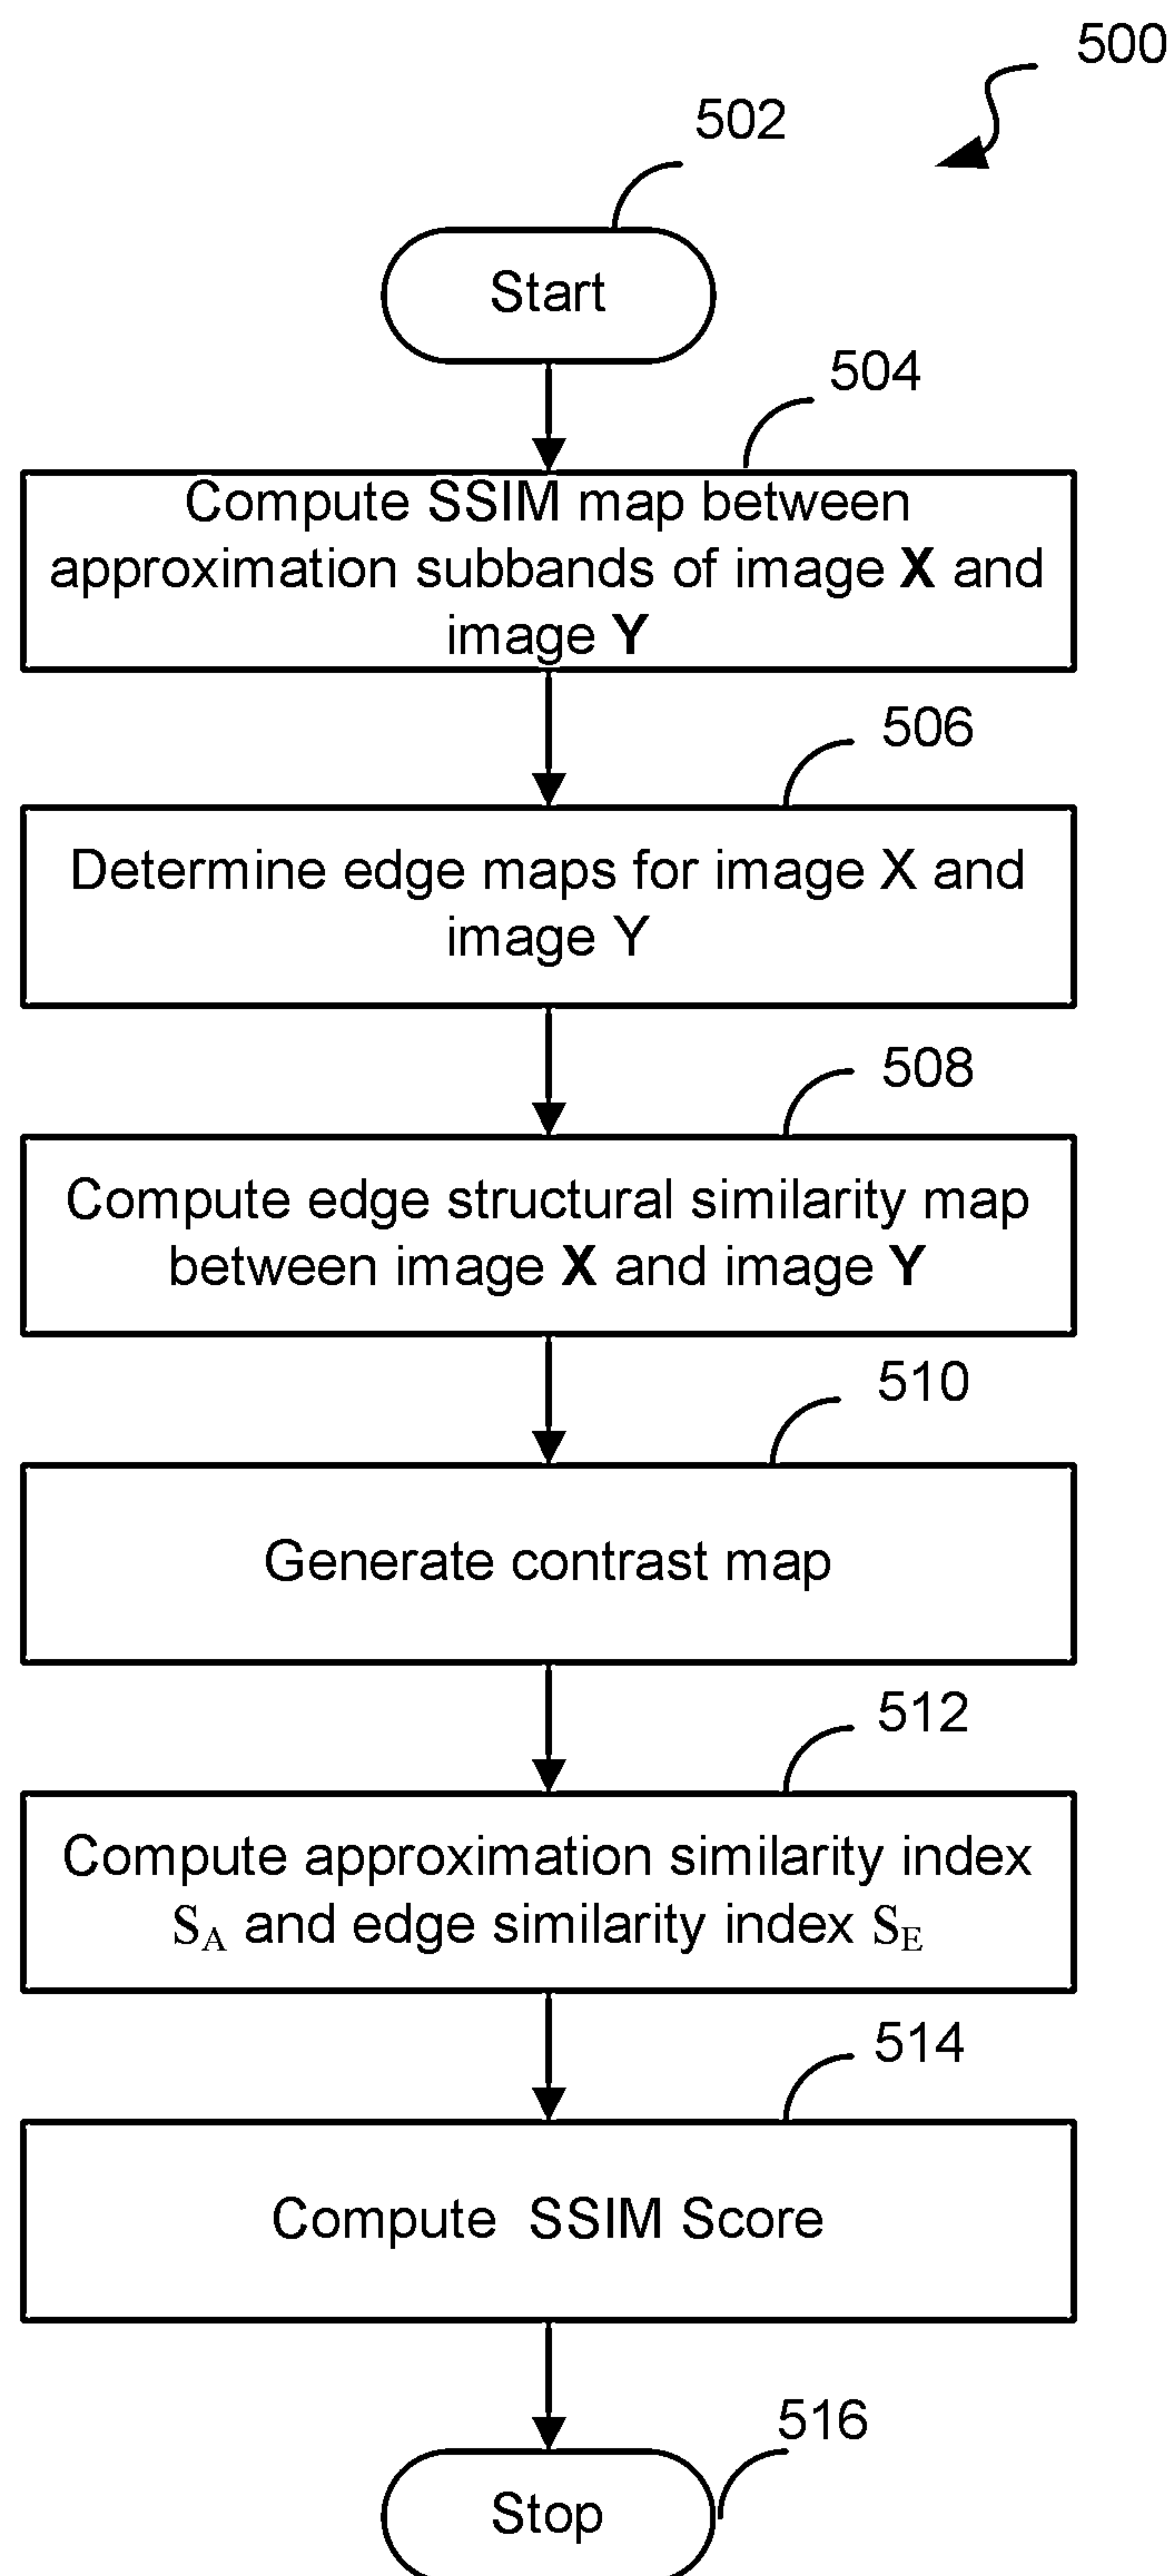 500
502
Start
504
Compute SSIM map between
approximation subbands of image X and
image Y
506
Determine edge maps for image X and
image Y
508
Compute edge structural similarity map
between image X and image Y
510
Generate contrast map
512
Compute approximation similarity index
S_A and edge similarity index S_E
514
Compute SSIM Score
516
Stop